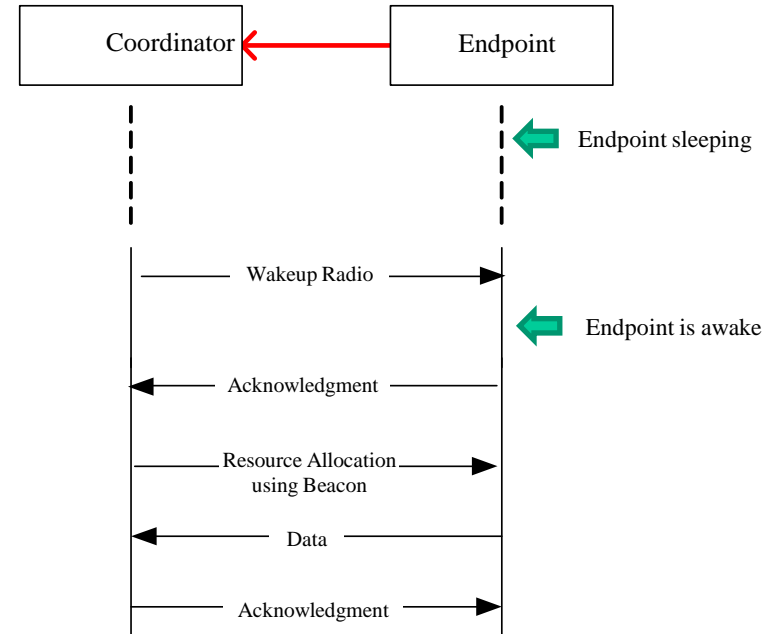 Coordinator
Endpoint
Endpoint sleeping
Wakeup Radio
Endpoint is awake
Acknowledgment
Resource Allocation
using Beacon
Data
Acknowledgment